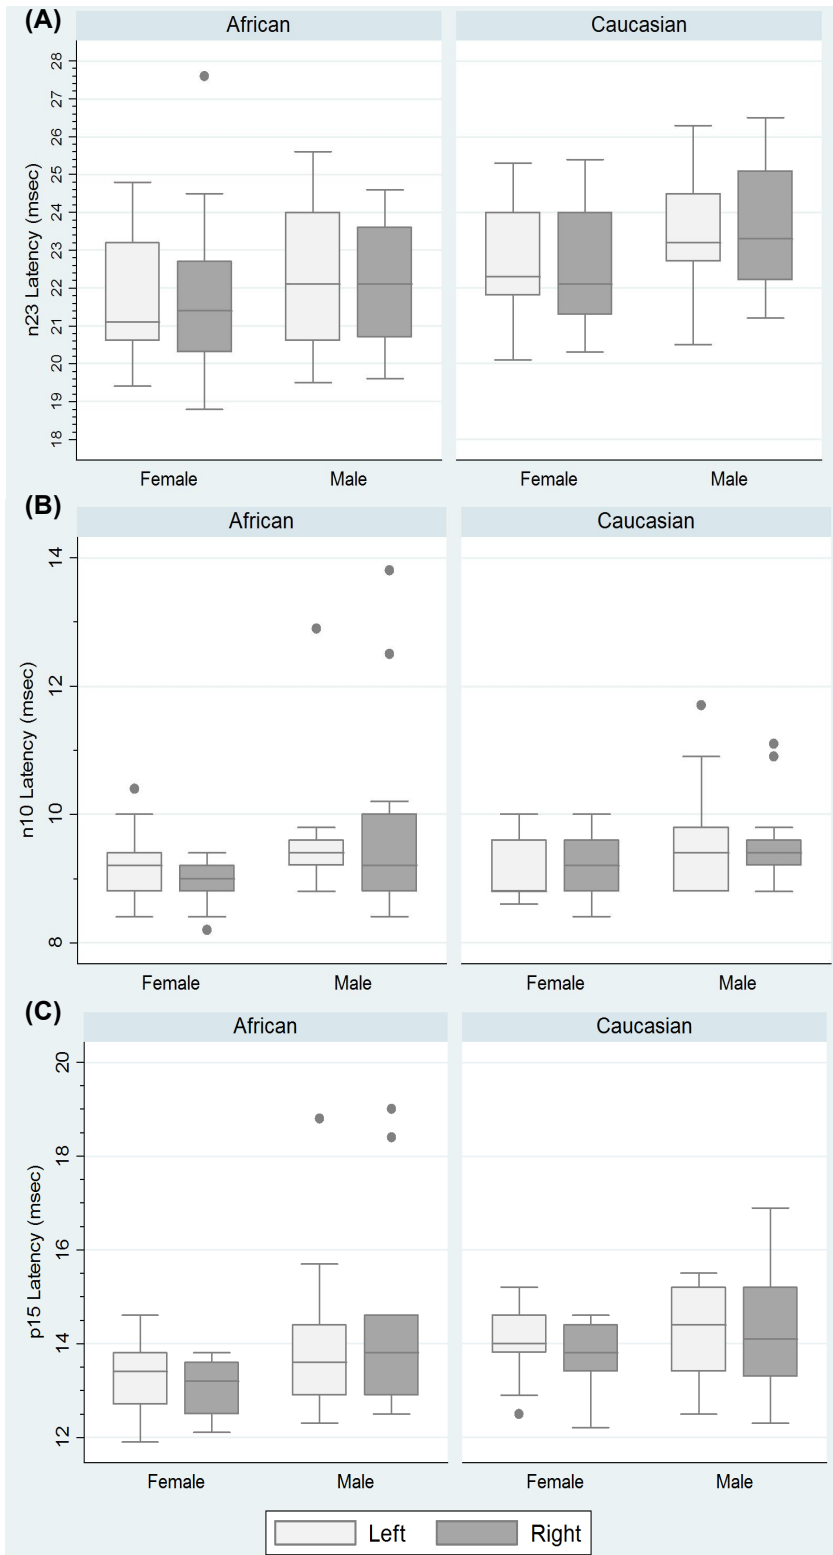 (A)
African Caucasian
n23 Latency (msec)
28
27
26
25
24
23
22
21
20
19
18
Female Male Female Male
(B)
African Caucasian
n10 Latency (msec)
14
12
10
8
Female Male Female Male
(C)
African Caucasian
p15 Latency (msec)
20
18
16
14
12
Female Male Female Male
Left Right